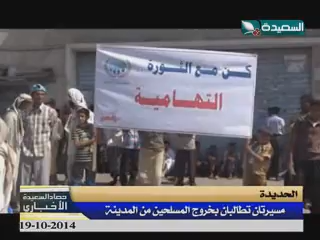 السعيدة
كن مع الثورة ..
التهامية
الحديدة
مسيرتان تطالبان بخروج المسلحين من المدينة
حصاد السعيدة
الأخباري
19-10-2014